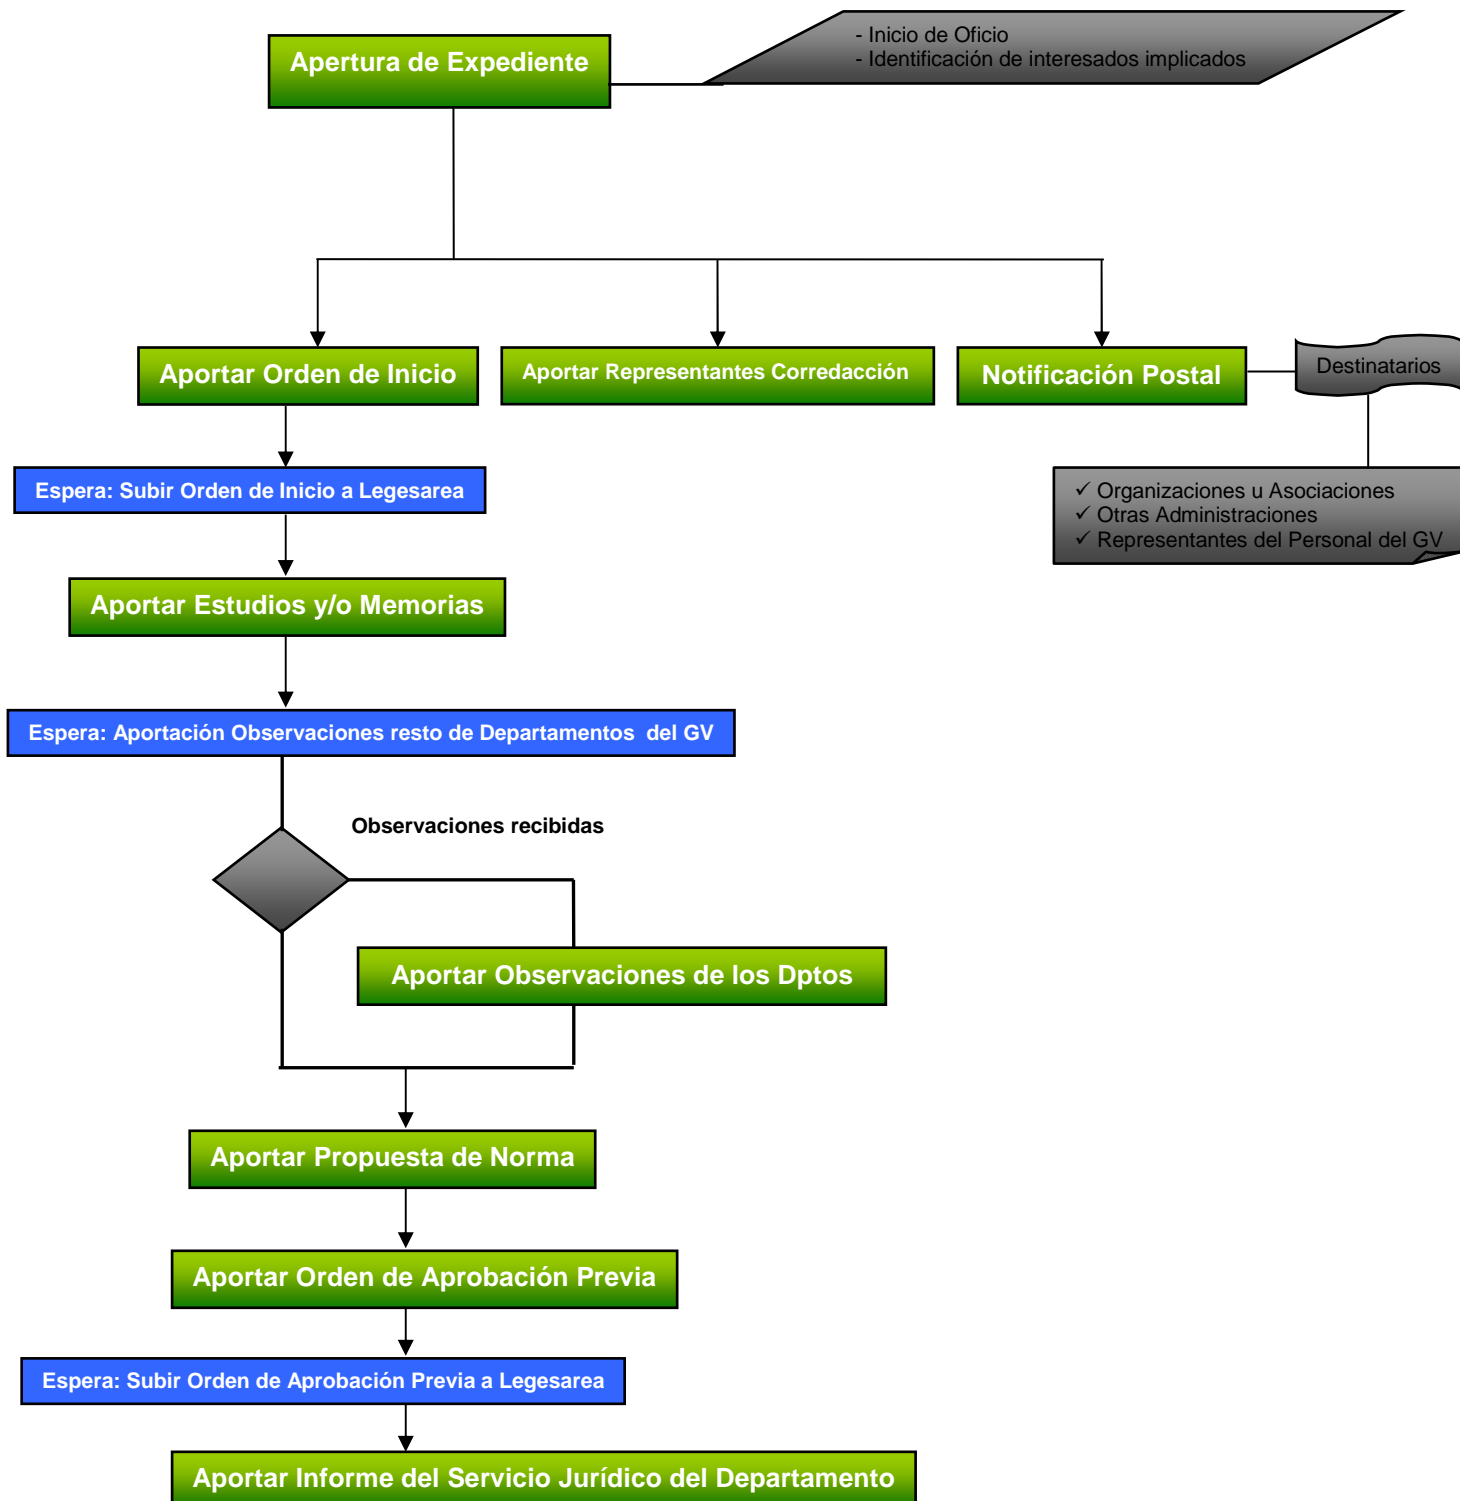 Apertura de Expediente
- Inicio de Oficio
- Identificación de interesados implicados
Aportar Orden de Inicio
Aportar Representantes Corredacción
Notificación Postal
Destinatarios
Espera: Subir Orden de Inicio a Legesarea
✓ Organizaciones u Asociaciones
✓ Otras Administraciones
✓ Representantes del Personal del GV
Aportar Estudios y/o Memorias
Espera: Aportación Observaciones resto de Departamentos del GV
Observaciones recibidas
Aportar Observaciones de los Dptos
Aportar Propuesta de Norma
Aportar Orden de Aprobación Previa
Espera: Subir Orden de Aprobación Previa a Legesarea
Aportar Informe del Servicio Jurídico del Departamento